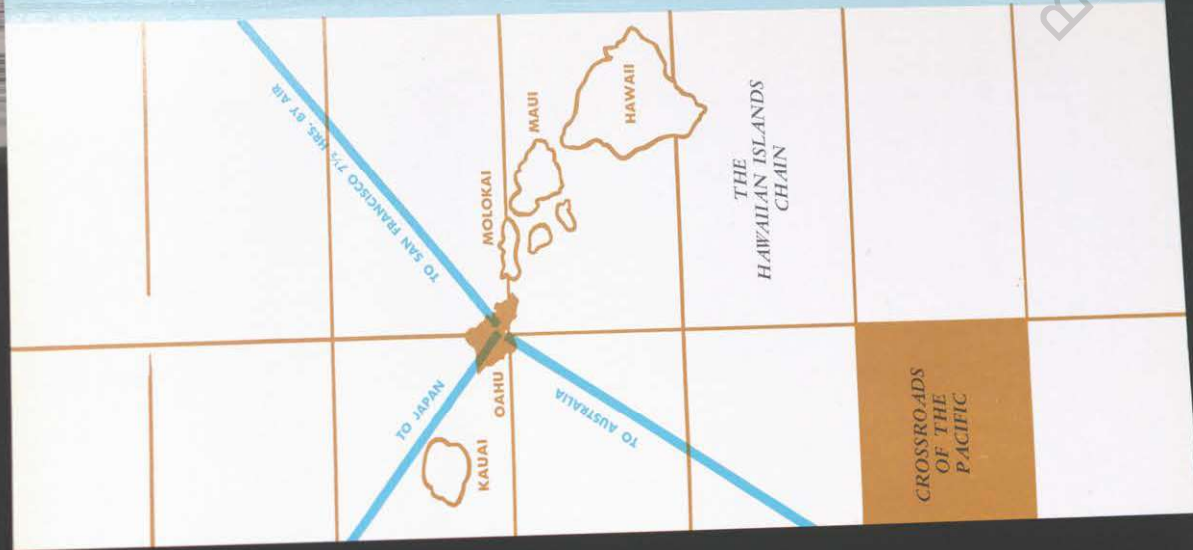 TO SAN FRANCISCO 7½ HRS. BY AIR
TO JAPAN
TO AUSTRALIA
KAUAI
OAHU
MOLOKAI
MAUI
HAWAII
THE
HAWAIIAN ISLANDS
CHAIN
CROSSROADS
OF THE
PACIFIC